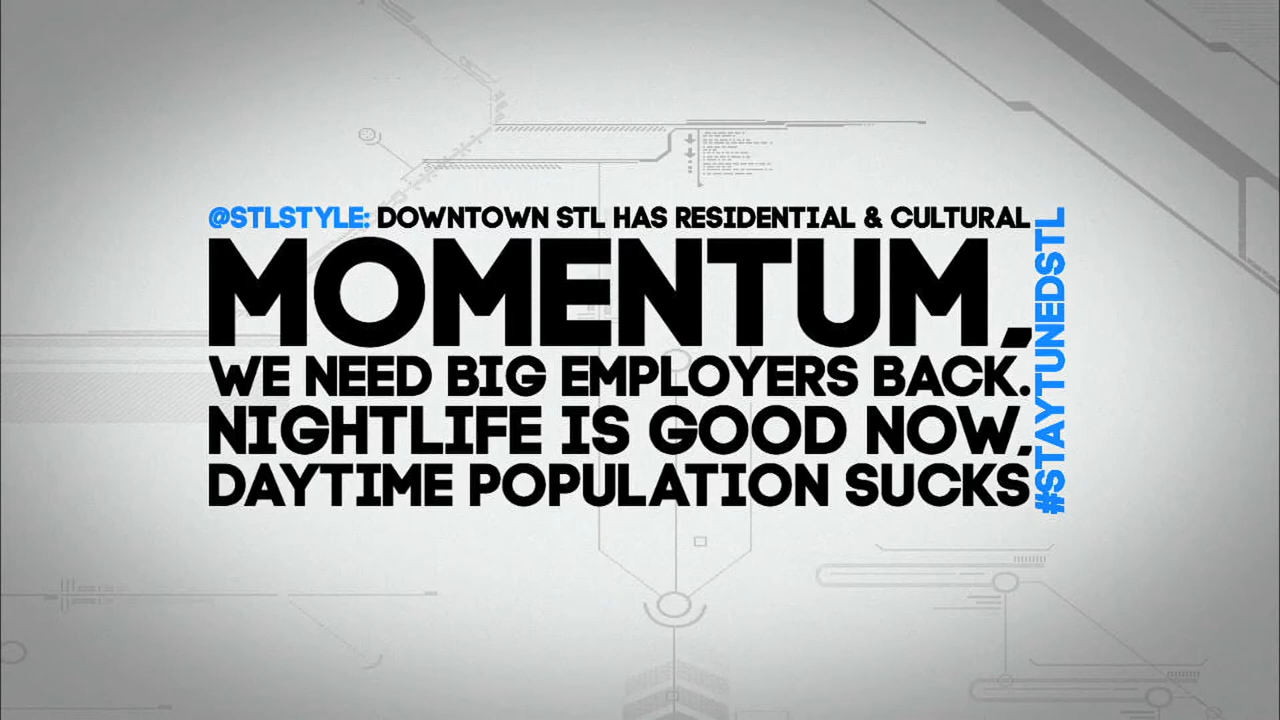 @STLSTYLE: DOWNTOWN STL HAS RESIDENTIAL & CULTURAL
MOMENTUM,
WE NEED BIG EMPLOYERS BACK.
NIGHTLIFE IS GOOD NOW,
DAYTIME POPULATION SUCKS
#STAYTUNEDSTL